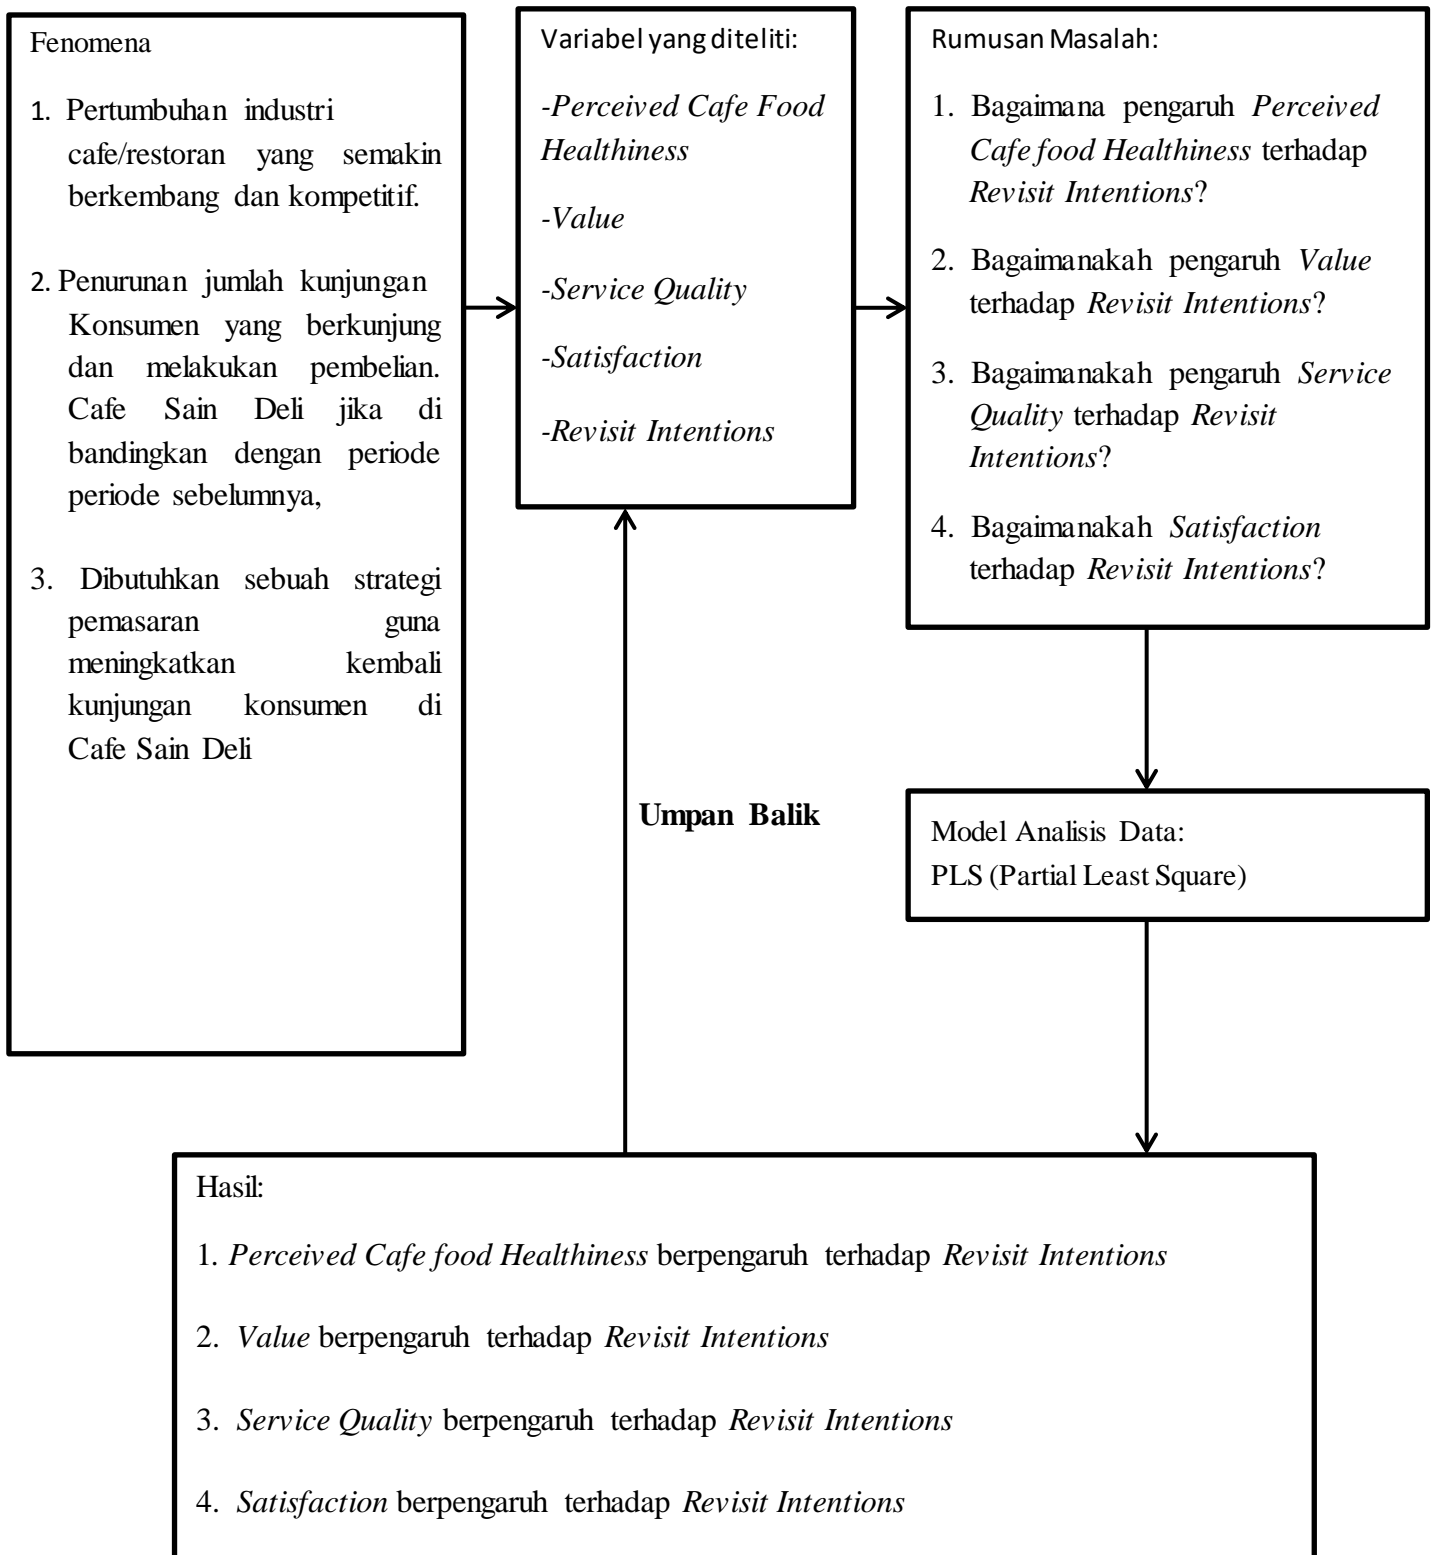 Fenomena
1. Pertumbuhan industri
cafe/restoran yang semakin
berkembang dan kompetitif.
2. Penurunan jumlah kunjungan
Konsumen yang berkunjung
dan melakukan pembelian.
Cafe Sain Deli jika di
bandingkan dengan periode
periode sebelumnya,
3. Dibutuhkan sebuah strategi
pemasaran guna
meningkatkan kembali
kunjungan konsumen di
Cafe Sain Deli
Variabel yang diteliti:
-Perceived Cafe Food
Healthiness
-Value
-Service Quality
-Satisfaction
-Revisit Intentions
Rumusan Masalah:
1. Bagaimana pengaruh Perceived
Cafe food Healthiness terhadap
Revisit Intentions?
2. Bagaimanakah pengaruh Value
terhadap Revisit Intentions?
3. Bagaimanakah pengaruh Service
Quality terhadap Revisit
Intentions?
4. Bagaimanakah Satisfaction
terhadap Revisit Intentions?
Umpan Balik
Model Analisis Data:
PLS (Partial Least Square)
Hasil:
1. Perceived Cafe food Healthiness berpengaruh terhadap Revisit Intentions
2. Value berpengaruh terhadap Revisit Intentions
3. Service Quality berpengaruh terhadap Revisit Intentions
4. Satisfaction berpengaruh terhadap Revisit Intentions